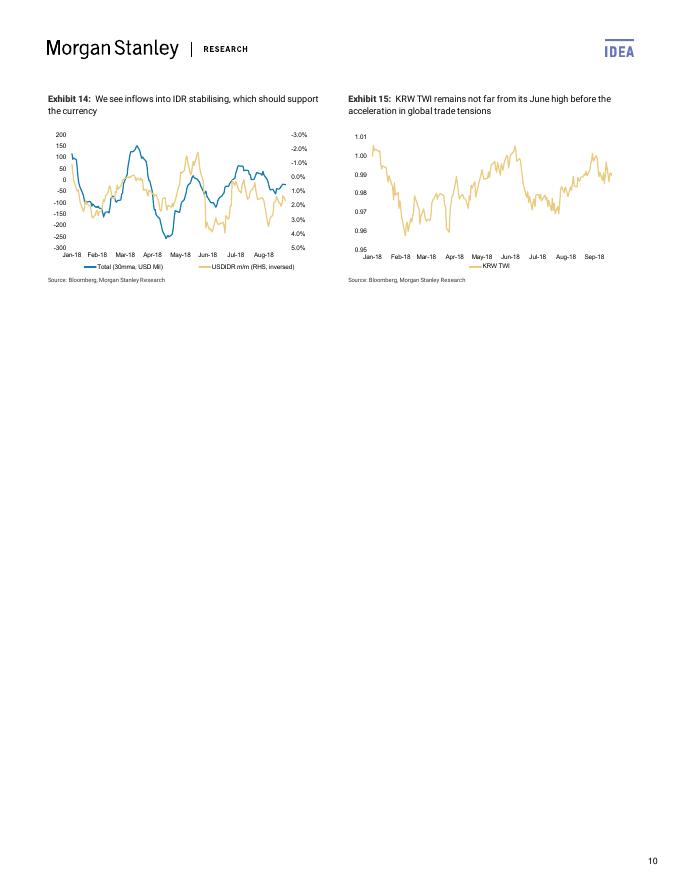 Morgan Stanley | RESEARCH
IDEA
Exhibit 14: We see inflows into IDR stabilising, which should support
the currency
200
150
100
50
0
-50
-100
-150
-200
-250
-300
-3.0%
-2.0%
-1.0%
0.0%
1.0%
2.0%
3.0%
4.0%
5.0%
Jan-18 Feb-18 Mar-18 Apr-18 May-18 Jun-18 Jul-18 Aug-18
Total (30mma, USD Mil) USDIDR m/m (RHS, inversed)
Source: Bloomberg, Morgan Stanley Research
Exhibit 15: KRW TWI remains not far from its June high before the
acceleration in global trade tensions
1.01
1.00
0.99
0.98
0.97
0.96
0.95
Jan-18 Feb-18 Mar-18 Apr-18 May-18 Jun-18 Jul-18 Aug-18 Sep-18
KRW TWI
Source: Bloomberg, Morgan Stanley Research
10